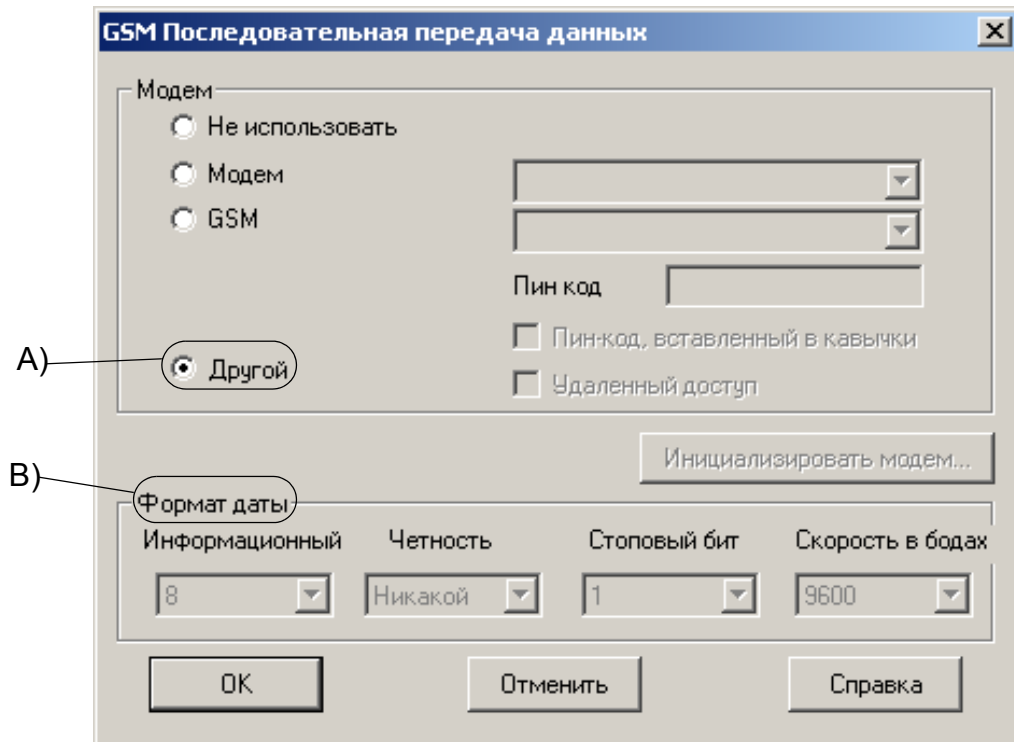 GSM Последовательная передача данных
Модем
Не использовать
Модем
GSM
Пин код
Пин-код, вставленный в кавычки
A)
Другой
Удаленный доступ
Инициализировать модем...
B)
Формат даты
Информационный Четность Стоповый бит Скорость в бодах
8 Никакой 1 9600
OK Отменить Справка